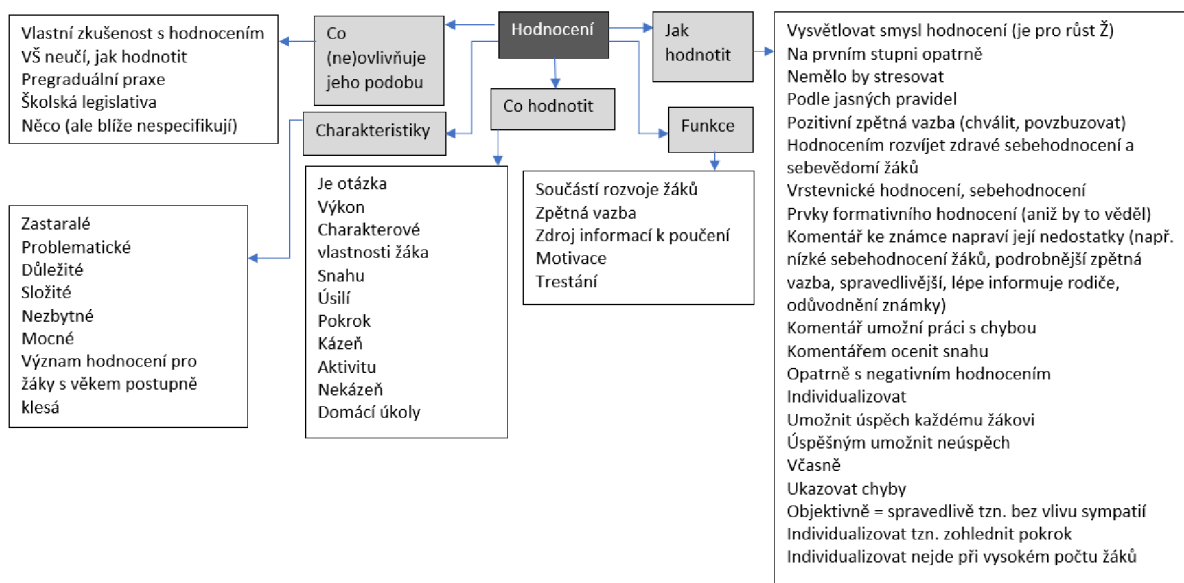 Hodnocení
Co
(ne)ovlivňuje
jeho podobu
Vlastní zkušenost s hodnocením
VŠ neučí, jak hodnotit
Pregraduální praxe
Školská legislativa
Něco (ale blíže nespecifikují)
Charakteristiky
Zastaralé
Problematické
Důležité
Složité
Nezbytné
Mocné
Význam hodnocení pro
žáky s věkem postupně
klesá
Co hodnotit
Je otázka
Výkon
Charakterové
vlastnosti žáka
Snahu
Úsilí
Pokrok
Kázeň
Aktivitu
Nekázeň
Domácí úkoly
Funkce
Součástí rozvoje žáků
Zpětná vazba
Zdroj informací k poučení
Motivace
Trestání
Jak
hodnotit
Vysvětlovat smysl hodnocení (je pro růst Ž)
Na prvním stupni opatrně
Nemělo by stresovat
Podle jasných pravidel
Pozitivní zpětná vazba (chválit, povzbuzovat)
Hodnocením rozvíjet zdravé sebehodnocení a
sebevědomí žáků
Vrstevnické hodnocení, sebehodnocení
Prvky formativního hodnocení (aniž by to věděl)
Komentář ke známce napraví její nedostatky (např.
nízké sebehodnocení žáků, podrobnější zpětná
vazba, spravedlivější, lépe informuje rodiče,
odůvodnění známky)
Komentář umožní práci s chybou
Komentářem ocenit snahu
Opatrně s negativním hodnocením
Individualizovat
Umožnit úspěch každému žákovi
Úspěšným umožnit neúspěch
Včasně
Ukazovat chyby
Objektivně = spravedlivě tzn. bez vlivu sympatií
Individualizovat tzn. zohlednit pokrok
Individualizovat nejde při vysokém počtu žáků